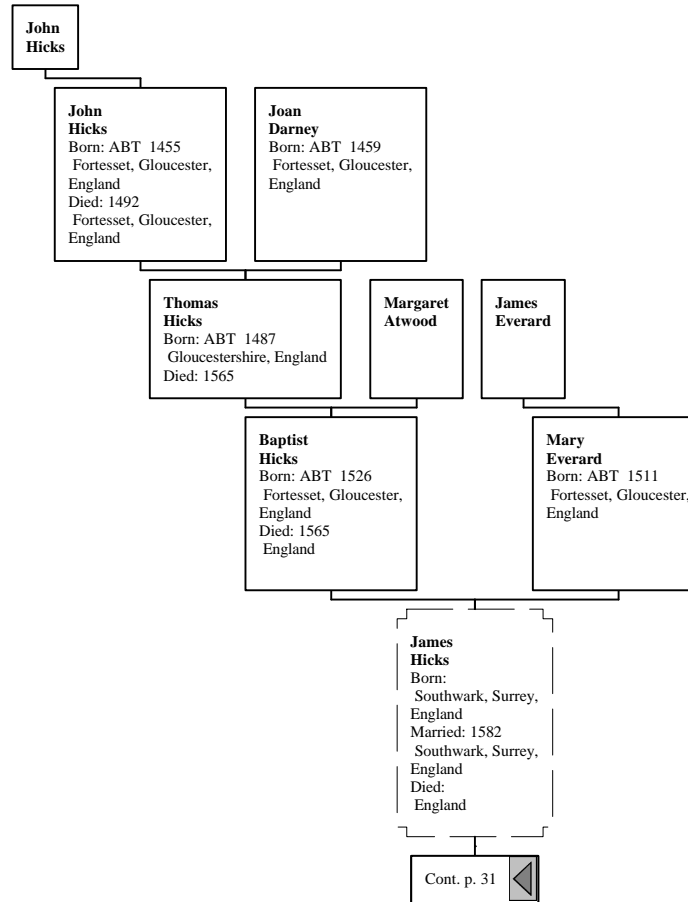 John
Hicks
John
Hicks
Born: ABT 1455
Fortesset, Gloucester,
England
Died: 1492
Fortesset, Gloucester,
England
Joan
Darney
Born: ABT 1459
Fortesset, Gloucester,
England
Thomas
Hicks
Born: ABT 1487
Gloucestershire, England
Died: 1565
Margaret
Atwood
James
Everard
Baptist
Hicks
Born: ABT 1526
Fortesset, Gloucester,
England
Died: 1565
England
Mary
Everard
Born: ABT 1511
Fortesset, Gloucester,
England
James
Hicks
Born:
Southwark, Surrey,
England
Married: 1582
Southwark, Surrey,
England
Died:
England
Cont. p. 31